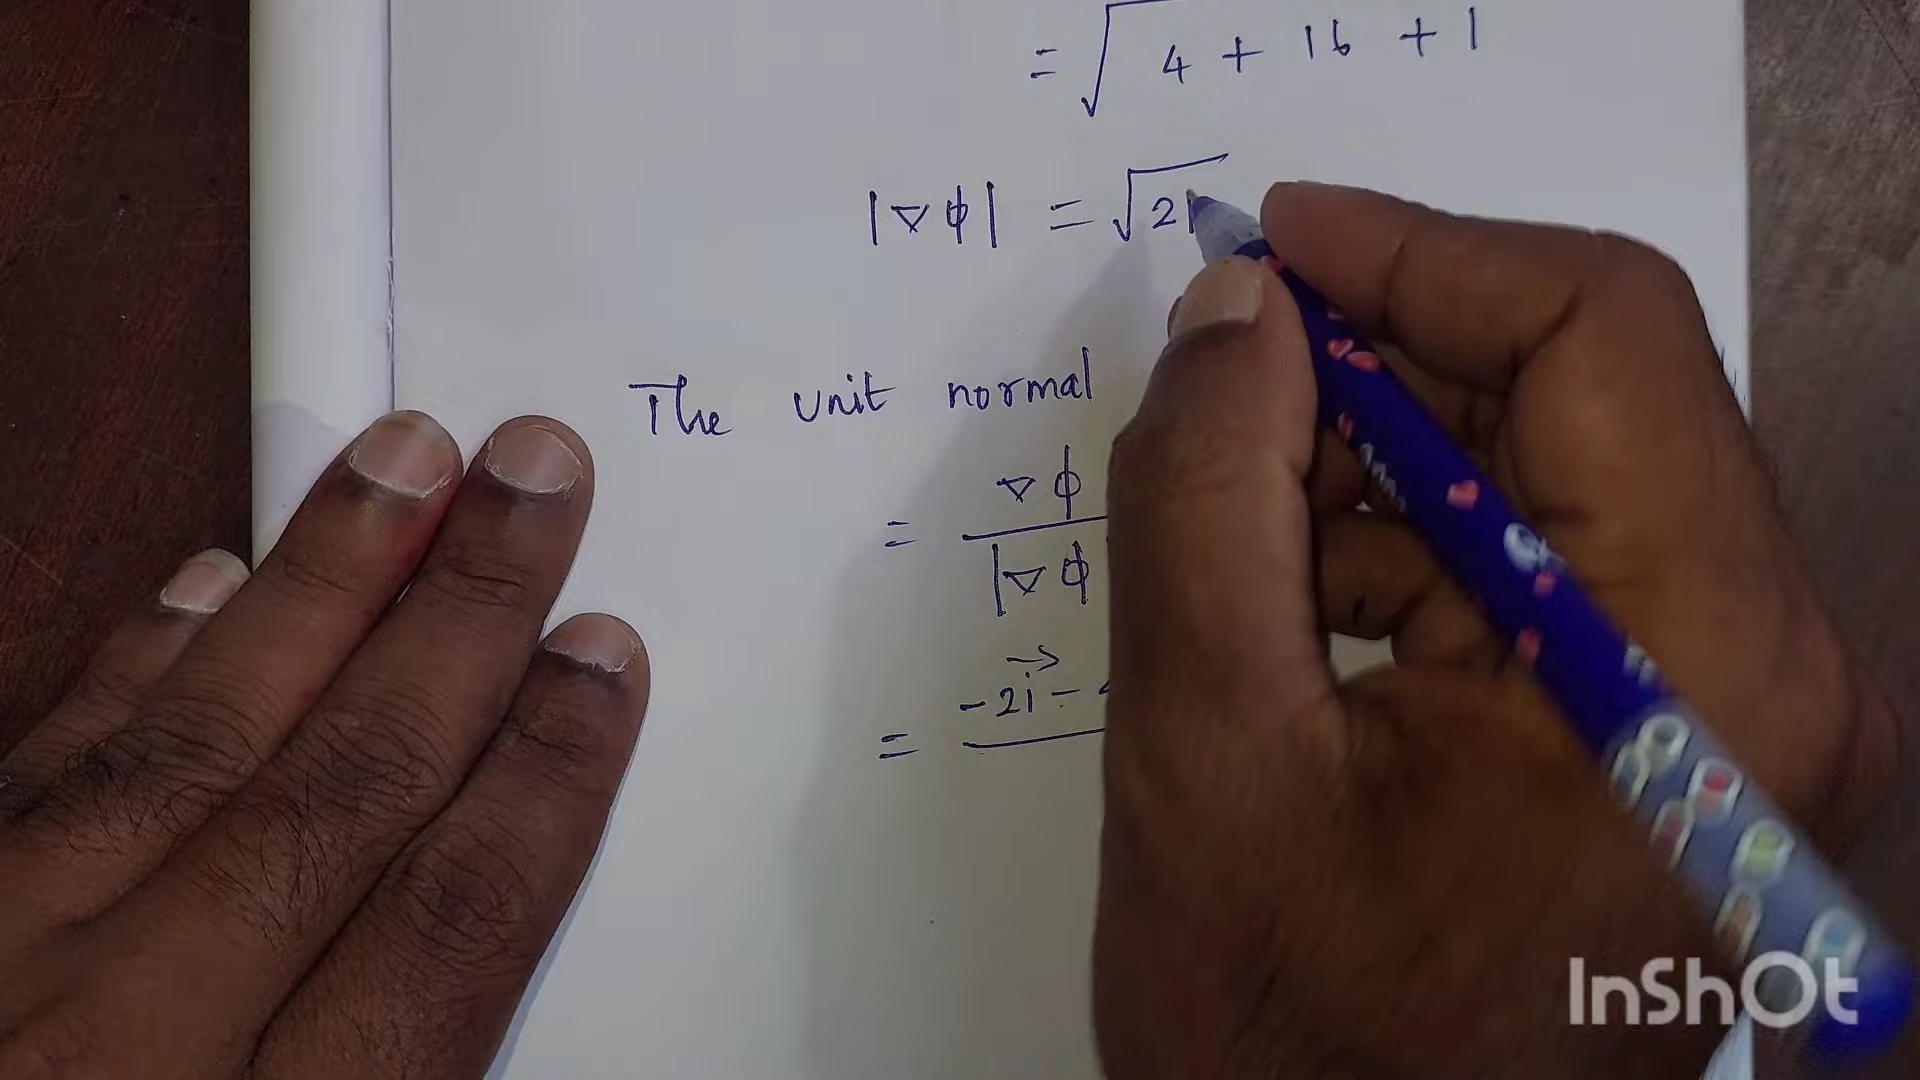 = √4 + 16 + 1
|∇ϕ| = √21
The unit normal
= ∇ϕ
|∇ϕ
= -2i⃗ -
InShOt